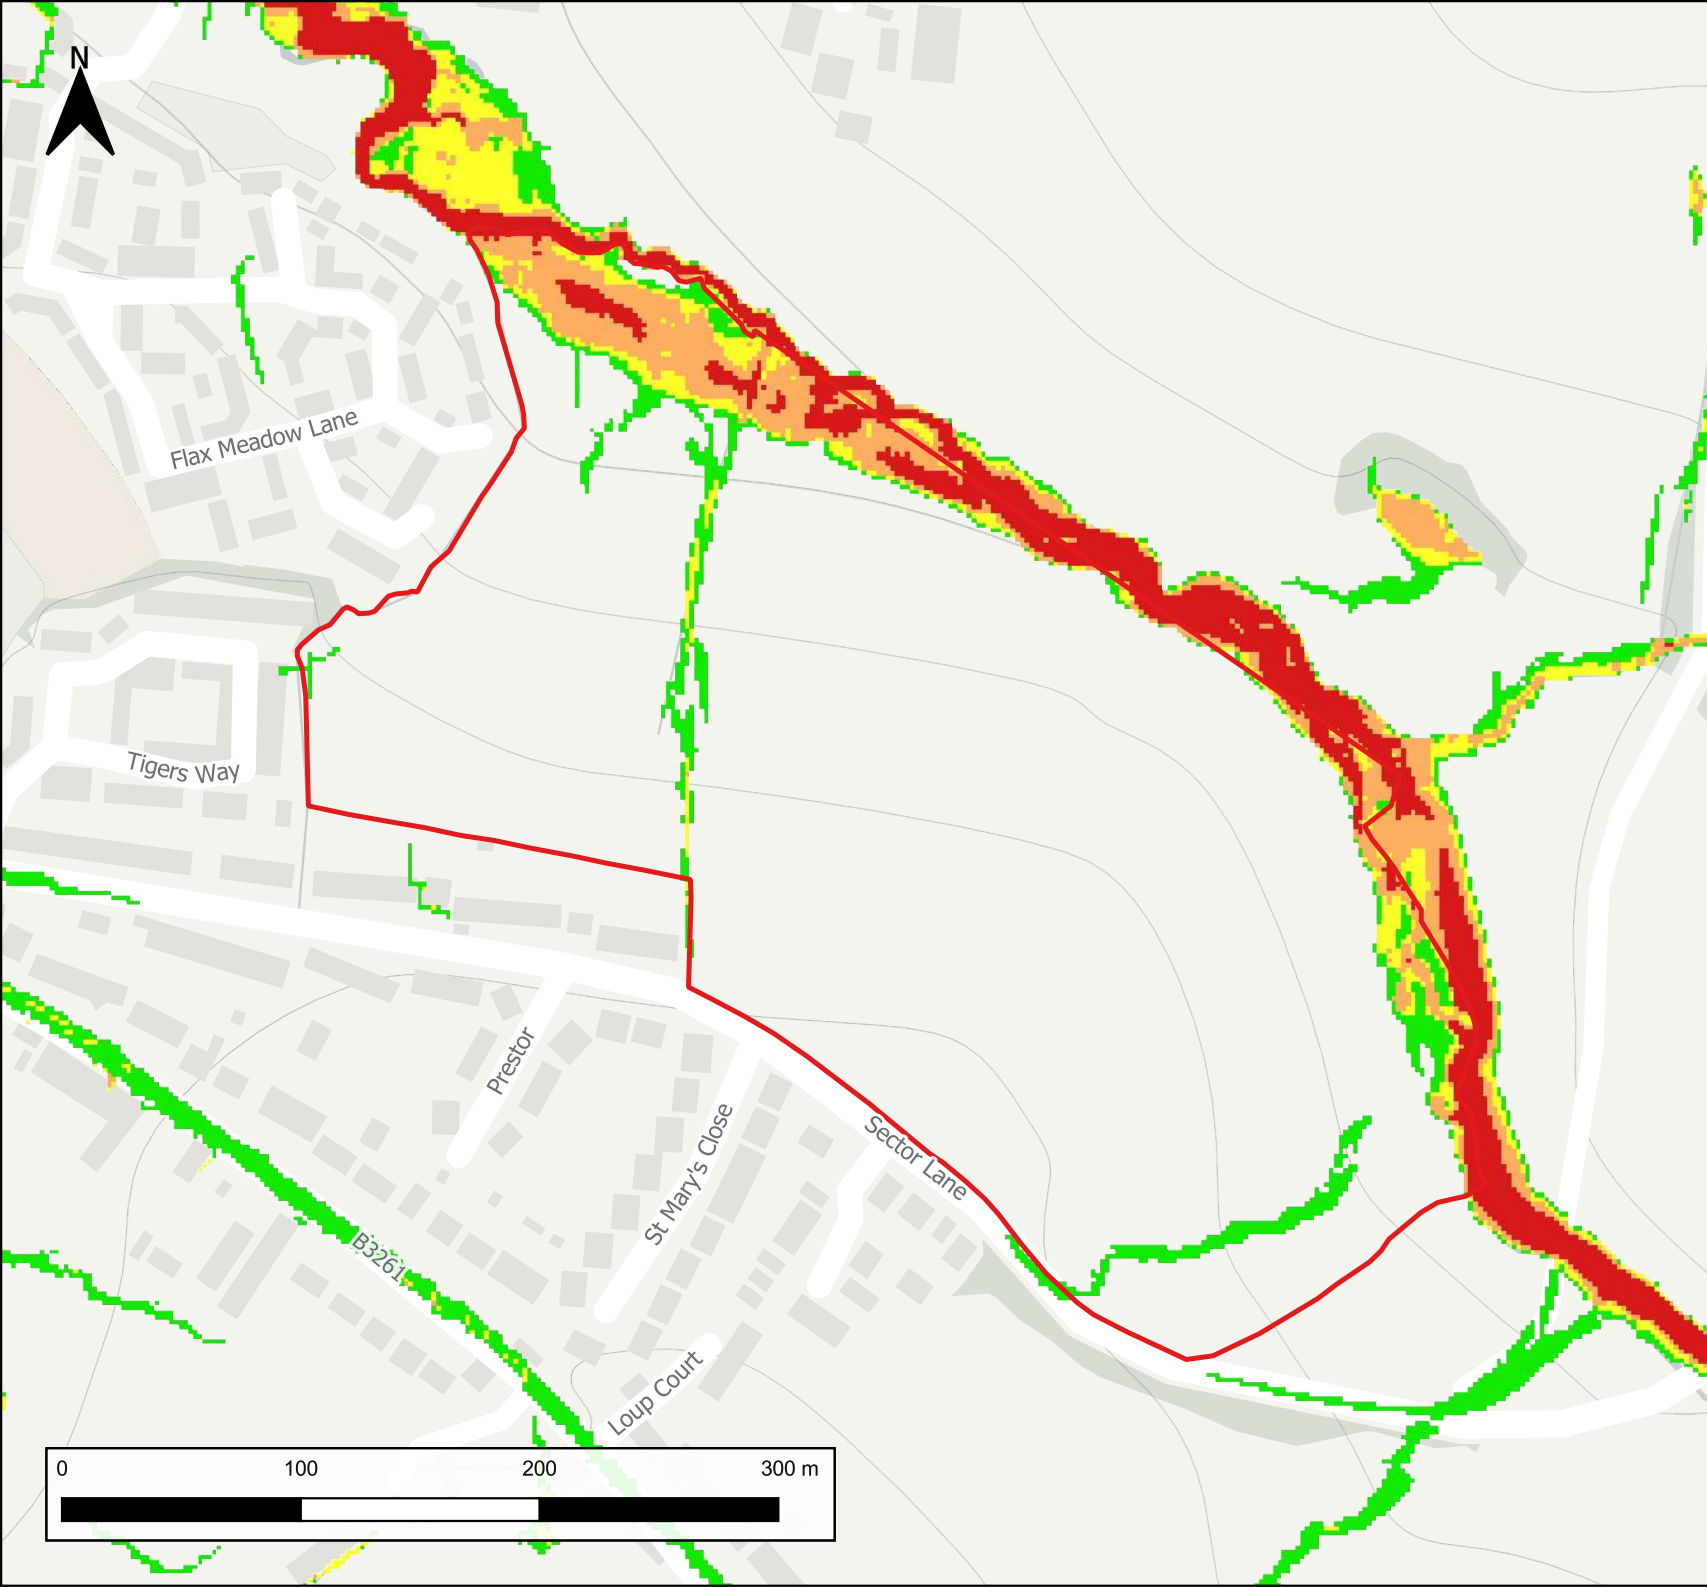 N
Flax Meadow Lane
Tigers Way
Prestor
St Mary's Close
Sector Lane
B3261
Loup Court
0 100 200 300 m